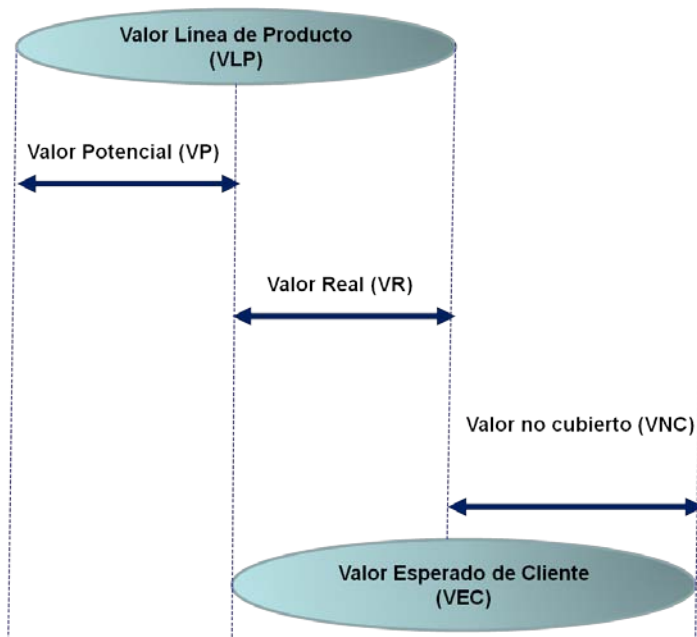 Valor Línea de Producto
(VLP)
Valor Potencial (VP)
Valor Real (VR)
Valor no cubierto (VNC)
Valor Esperado de Cliente
(VEC)